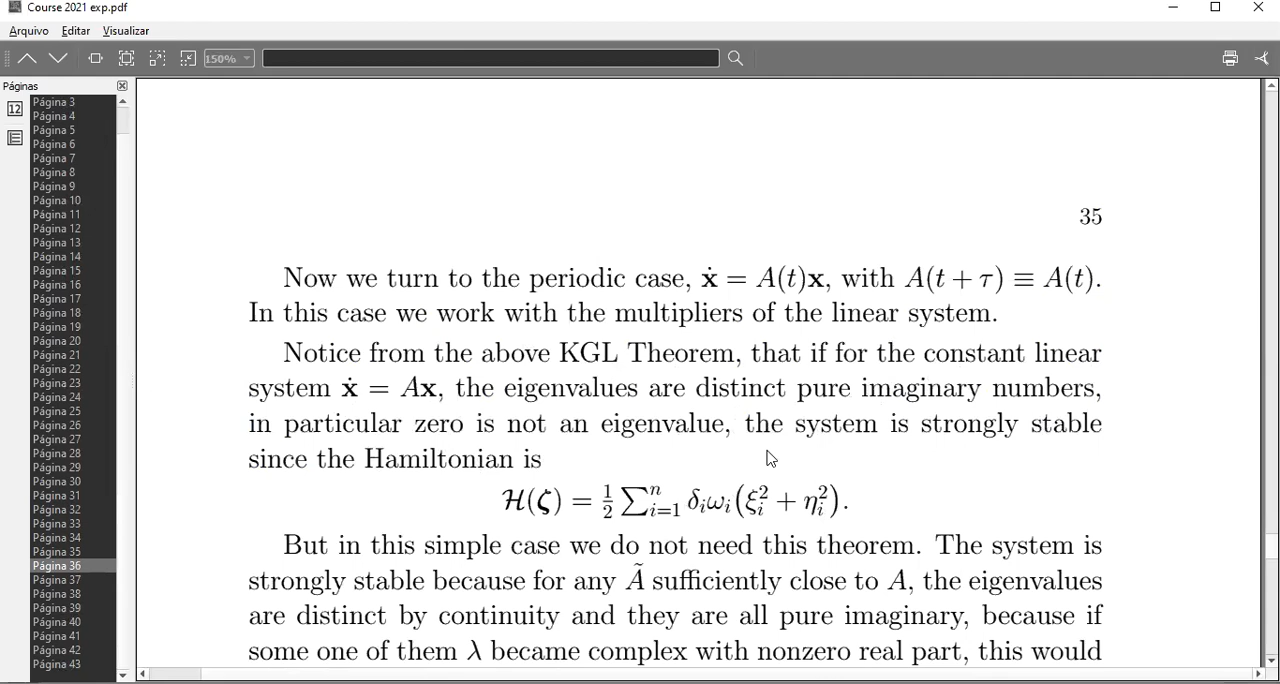 Course 2021 exp.pdf
Arquivo Editar Visualizar
150%
Páginas
12
Página 3
Página 4
Página 5
Página 6
Página 7
Página 8
Página 9
Página 10
Página 11
Página 12
Página 13
Página 14
Página 15
Página 16
Página 17
Página 18
Página 19
Página 20
Página 21
Página 22
Página 23
Página 24
Página 25
Página 26
Página 27
Página 28
Página 29
Página 30
Página 31
Página 32
Página 33
Página 34
Página 35
Página 36
Página 37
Página 38
Página 39
Página 40
Página 41
Página 42
Página 43
35
Now we turn to the periodic case, ẋ = A(t)x, with A(t + τ) ≡ A(t).
In this case we work with the multipliers of the linear system.
Notice from the above KGL Theorem, that if for the constant linear
system ẋ = Ax, the eigenvalues are distinct pure imaginary numbers,
in particular zero is not an eigenvalue, the system is strongly stable
since the Hamiltonian is
ℋ(ζ) = ½ ∑ⁿᵢ₌₁ δᵢωᵢ(ξᵢ² + ηᵢ²).
But in this simple case we do not need this theorem. The system is
strongly stable because for any Ã sufficiently close to A, the eigenvalues
are distinct by continuity and they are all pure imaginary, because if
some one of them λ became complex with nonzero real part, this would